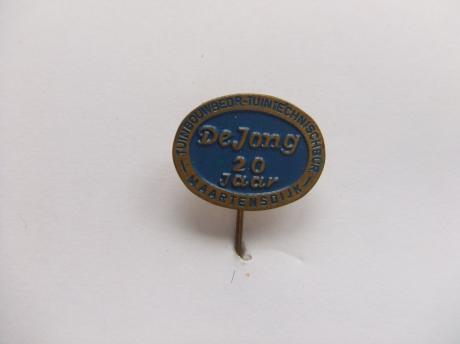 TUINBOUWBEDR-TUINTECHNISCHBUR
De Jong
20
Jaar
MAARTENSDIJK